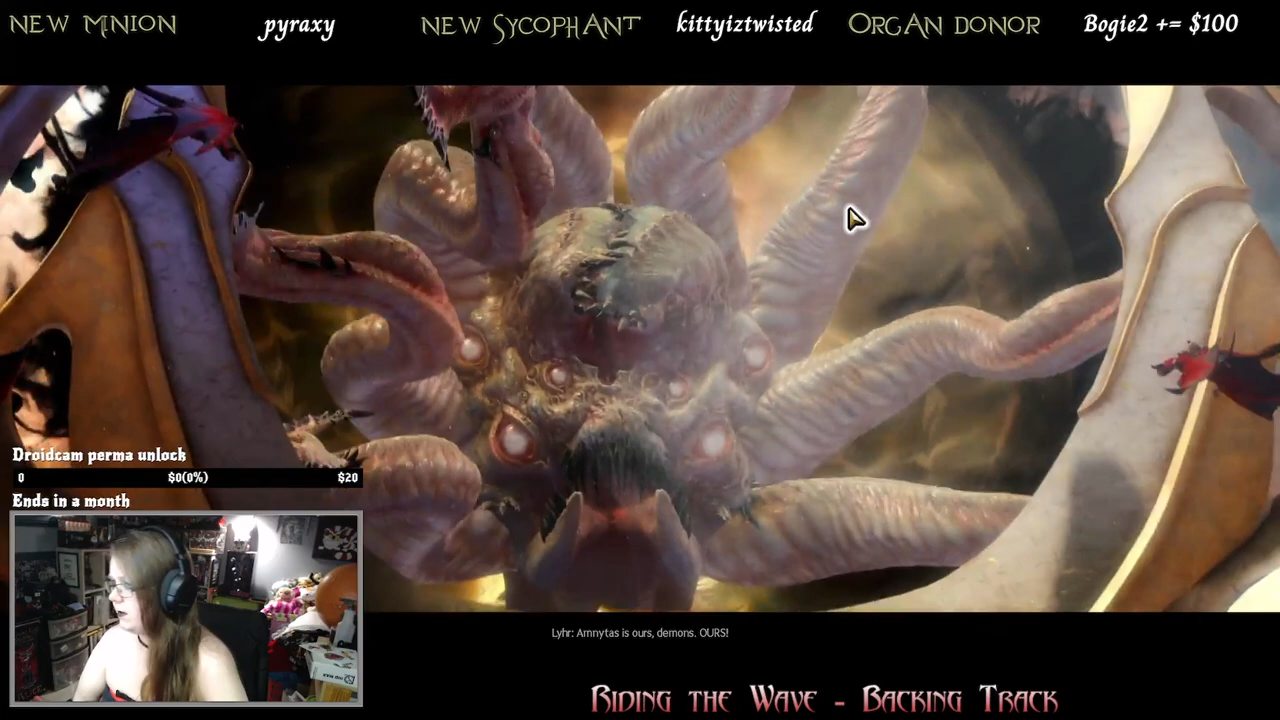 NEW MINION pyraxy NEW SYCOPHANT kittyiztwisted ORGAN DONOR Bogie2 += $100
Droidcam perma unlock
0 $0(0%) $20
Ends in a month
Lyhr: Amnytas is ours, demons. OURS!
RIDING THE WAVE - BACKING TRACK